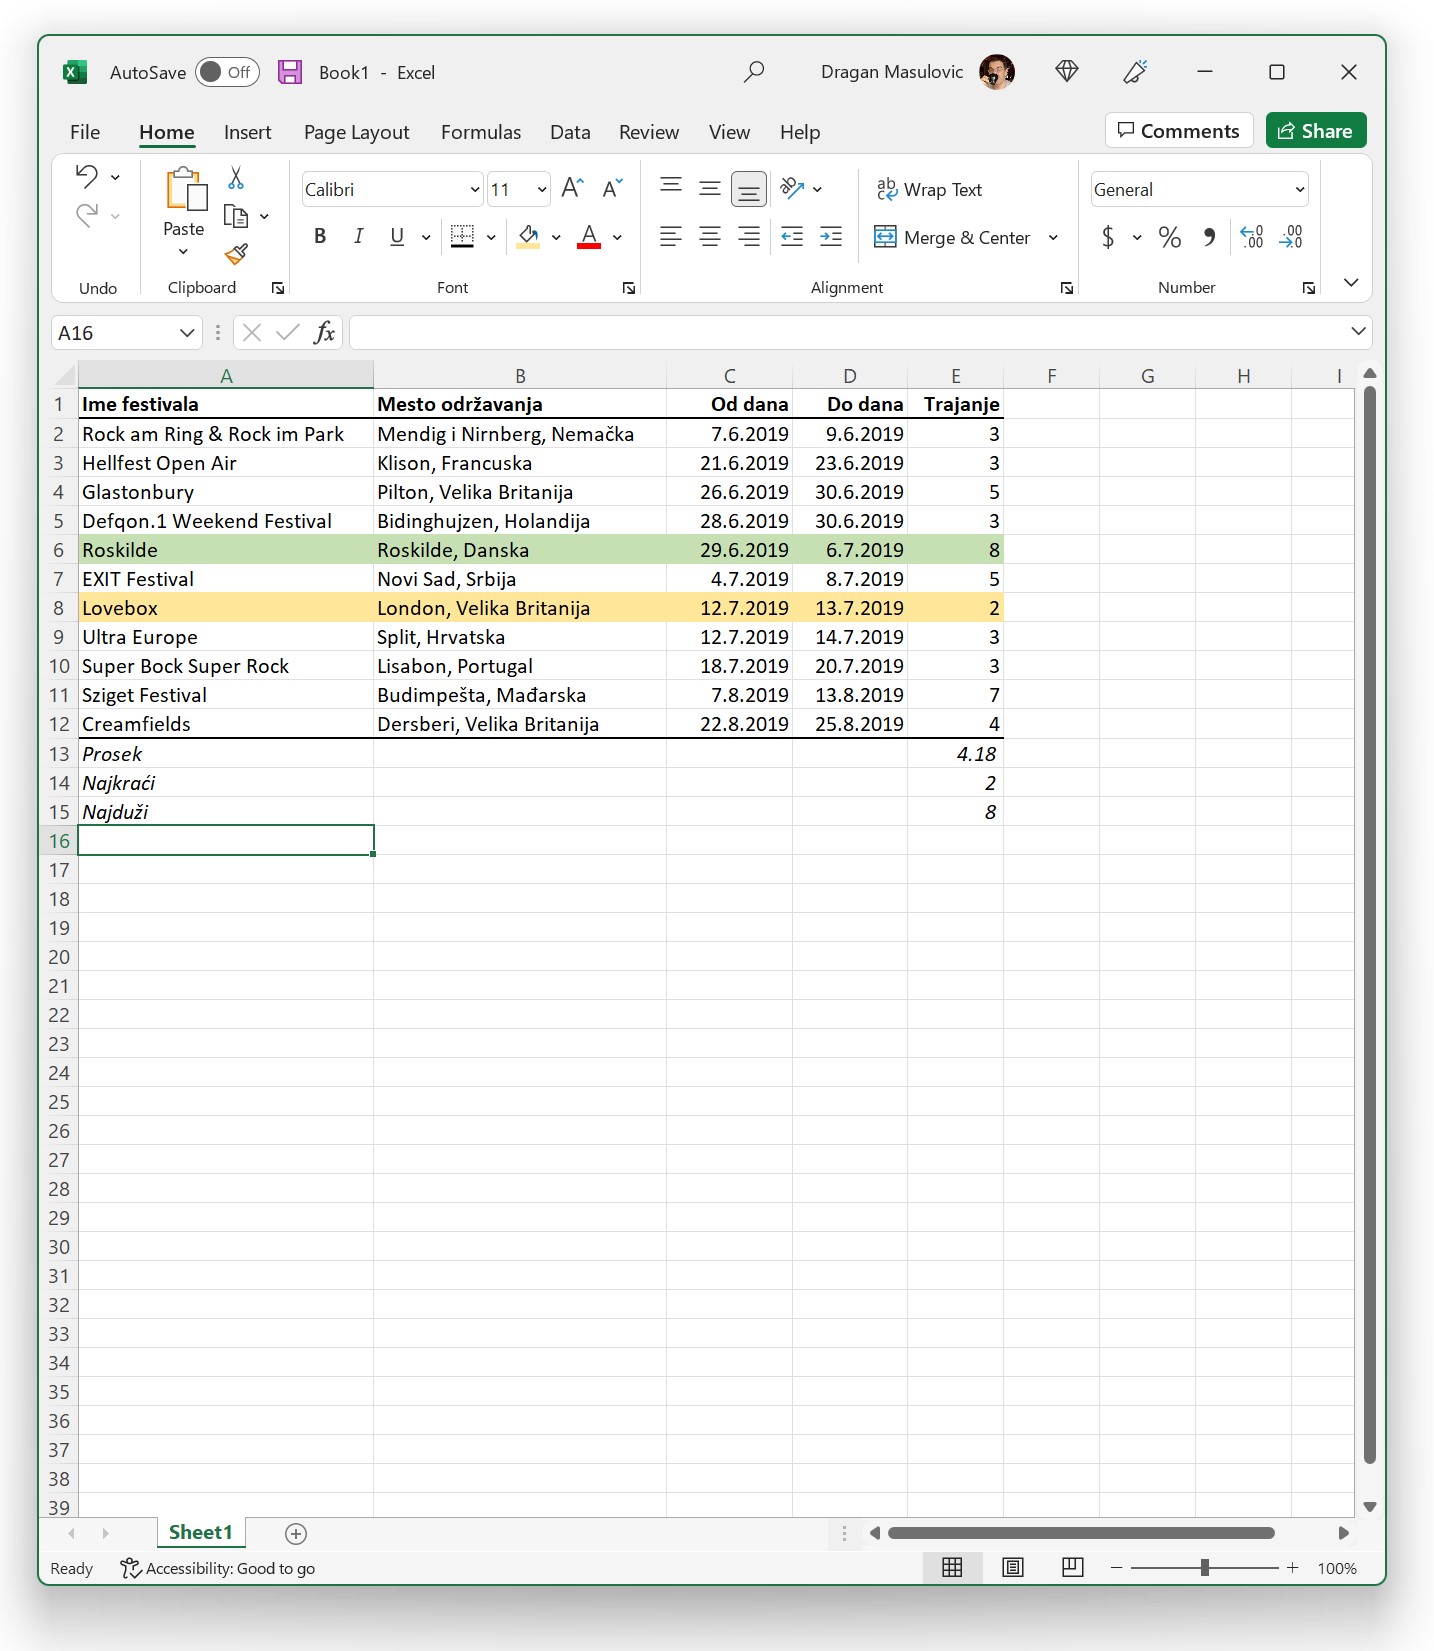 AutoSave Off Book1 - Excel Dragan Masulovic
File Home Insert Page Layout Formulas Data Review View Help Comments Share
Calibri 11 ab Wrap Text General
Paste B I U A Merge & Center $ % .00 .00
Undo Clipboard Font Alignment Number
A16 fx
A B C D E F G H I
1 Ime festivala Mesto održavanja Od dana Do dana Trajanje
2 Rock am Ring & Rock im Park Mendig i Nirnberg, Nemačka 7.6.2019 9.6.2019 3
3 Hellfest Open Air Klison, Francuska 21.6.2019 23.6.2019 3
4 Glastonbury Pilton, Velika Britanija 26.6.2019 30.6.2019 5
5 Defqon.1 Weekend Festival Bidinghujzen, Holandija 28.6.2019 30.6.2019 3
6 Roskilde Roskilde, Danska 29.6.2019 6.7.2019 8
7 EXIT Festival Novi Sad, Srbija 4.7.2019 8.7.2019 5
8 Lovebox London, Velika Britanija 12.7.2019 13.7.2019 2
9 Ultra Europe Split, Hrvatska 12.7.2019 14.7.2019 3
10 Super Bock Super Rock Lisabon, Portugal 18.7.2019 20.7.2019 3
11 Sziget Festival Budimpešta, Mađarska 7.8.2019 13.8.2019 7
12 Creamfields Dersberi, Velika Britanija 22.8.2019 25.8.2019 4
13 Prosek 4.18
14 Najkraći 2
15 Najduži 8
16
17
18
19
20
21
22
23
24
25
26
27
28
29
30
31
32
33
34
35
36
37
38
39
Sheet1
Ready Accessibility: Good to go 100%